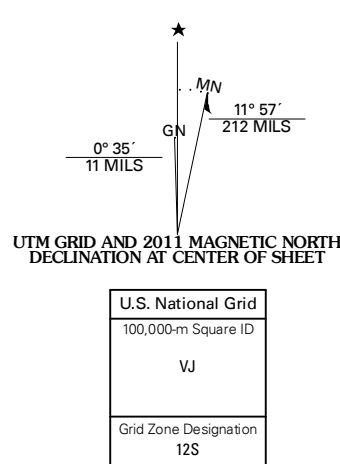 ★
MN
GN
11° 57´
212 MILS
0° 35´
11 MILS
UTM GRID AND 2011 MAGNETIC NORTH
DECLINATION AT CENTER OF SHEET
U.S. National Grid
100,000-m Square ID
VJ
Grid Zone Designation
12S